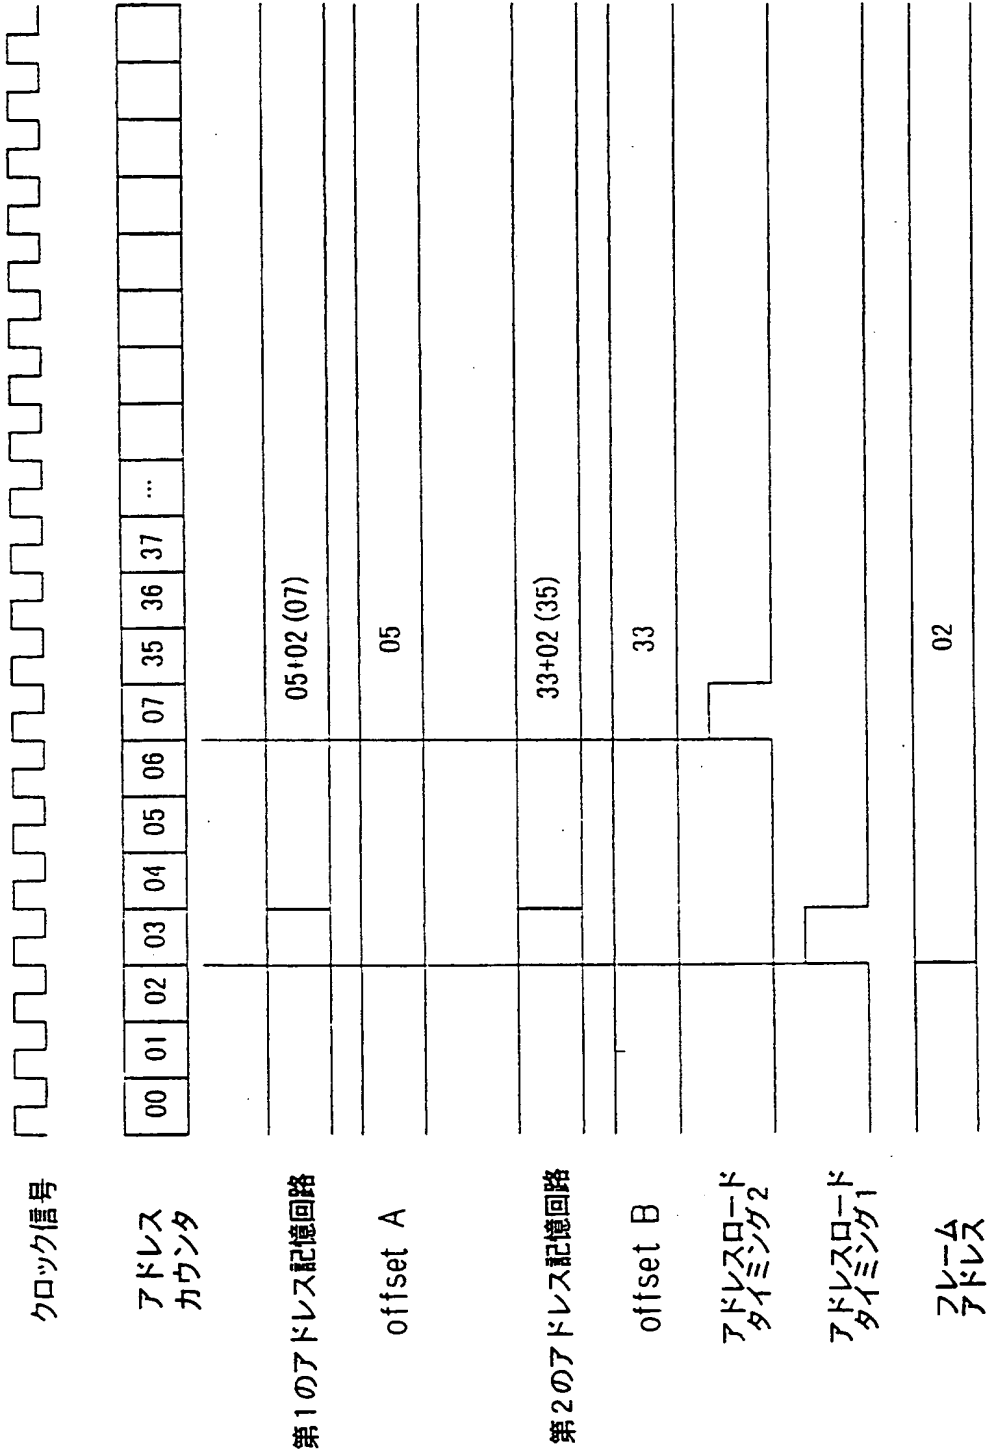 クロック信号
アドレス
カウンタ
00 01 02 03 04 05 06 07 35 36 37 …
第1のアドレス記憶回路
05+02 (07)
offset A
05
第2のアドレス記憶回路
33+02 (35)
offset B
33
アドレスロード
タイミング2
アドレスロード
タイミング1
フレーム
アドレス
02